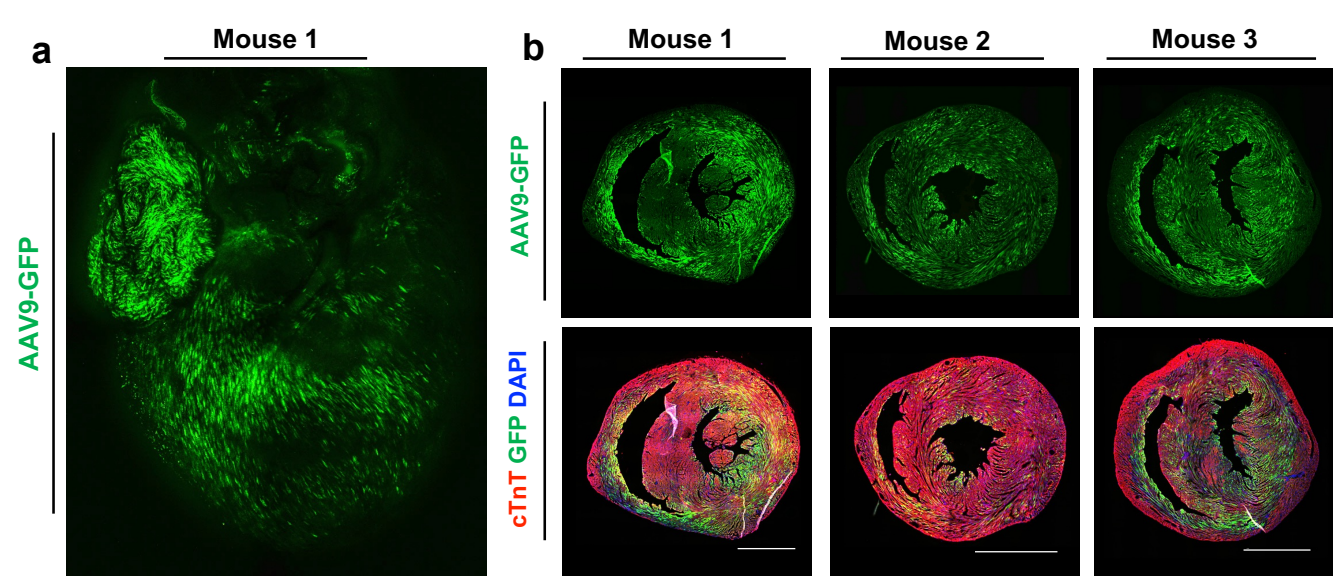 a
Mouse 1
AAV9-GFP
b
Mouse 1
Mouse 2
Mouse 3
AAV9-GFP
cTnT GFP DAPI